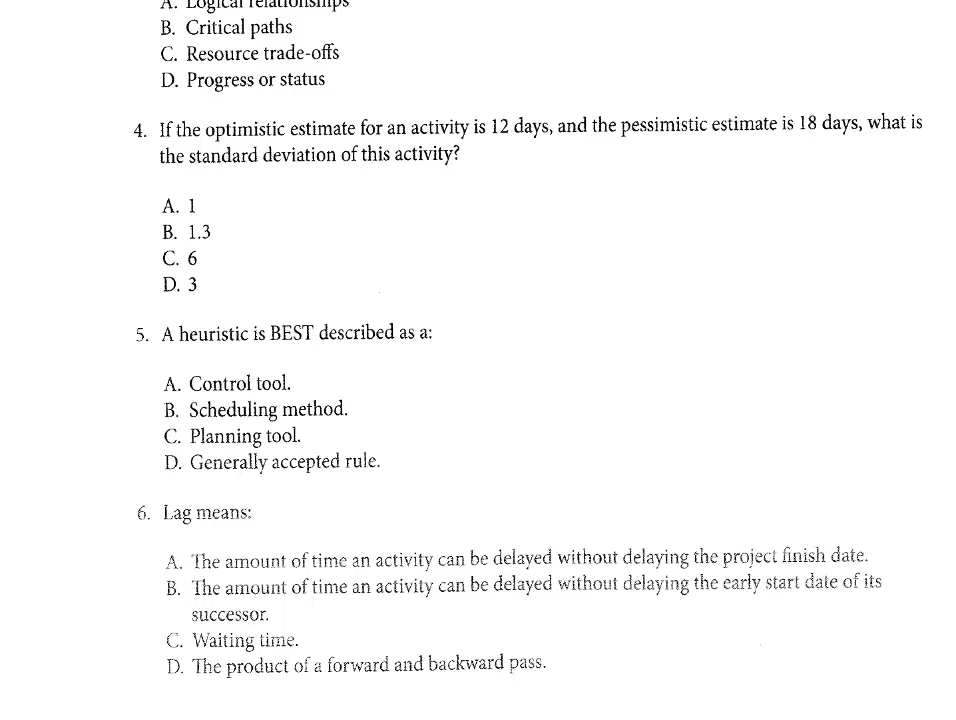 A. Logical relationships
B. Critical paths
C. Resource trade-offs
D. Progress or status
4. If the optimistic estimate for an activity is 12 days, and the pessimistic estimate is 18 days, what is
the standard deviation of this activity?
A. 1
B. 1.3
C. 6
D. 3
5. A heuristic is BEST described as a:
A. Control tool.
B. Scheduling method.
C. Planning tool.
D. Generally accepted rule.
6. Lag means:
A. The amount of time an activity can be delayed without delaying the project finish date.
B. The amount of time an activity can be delayed without delaying the early start date of its
successor.
C. Waiting time.
D. The product of a forward and backward pass.